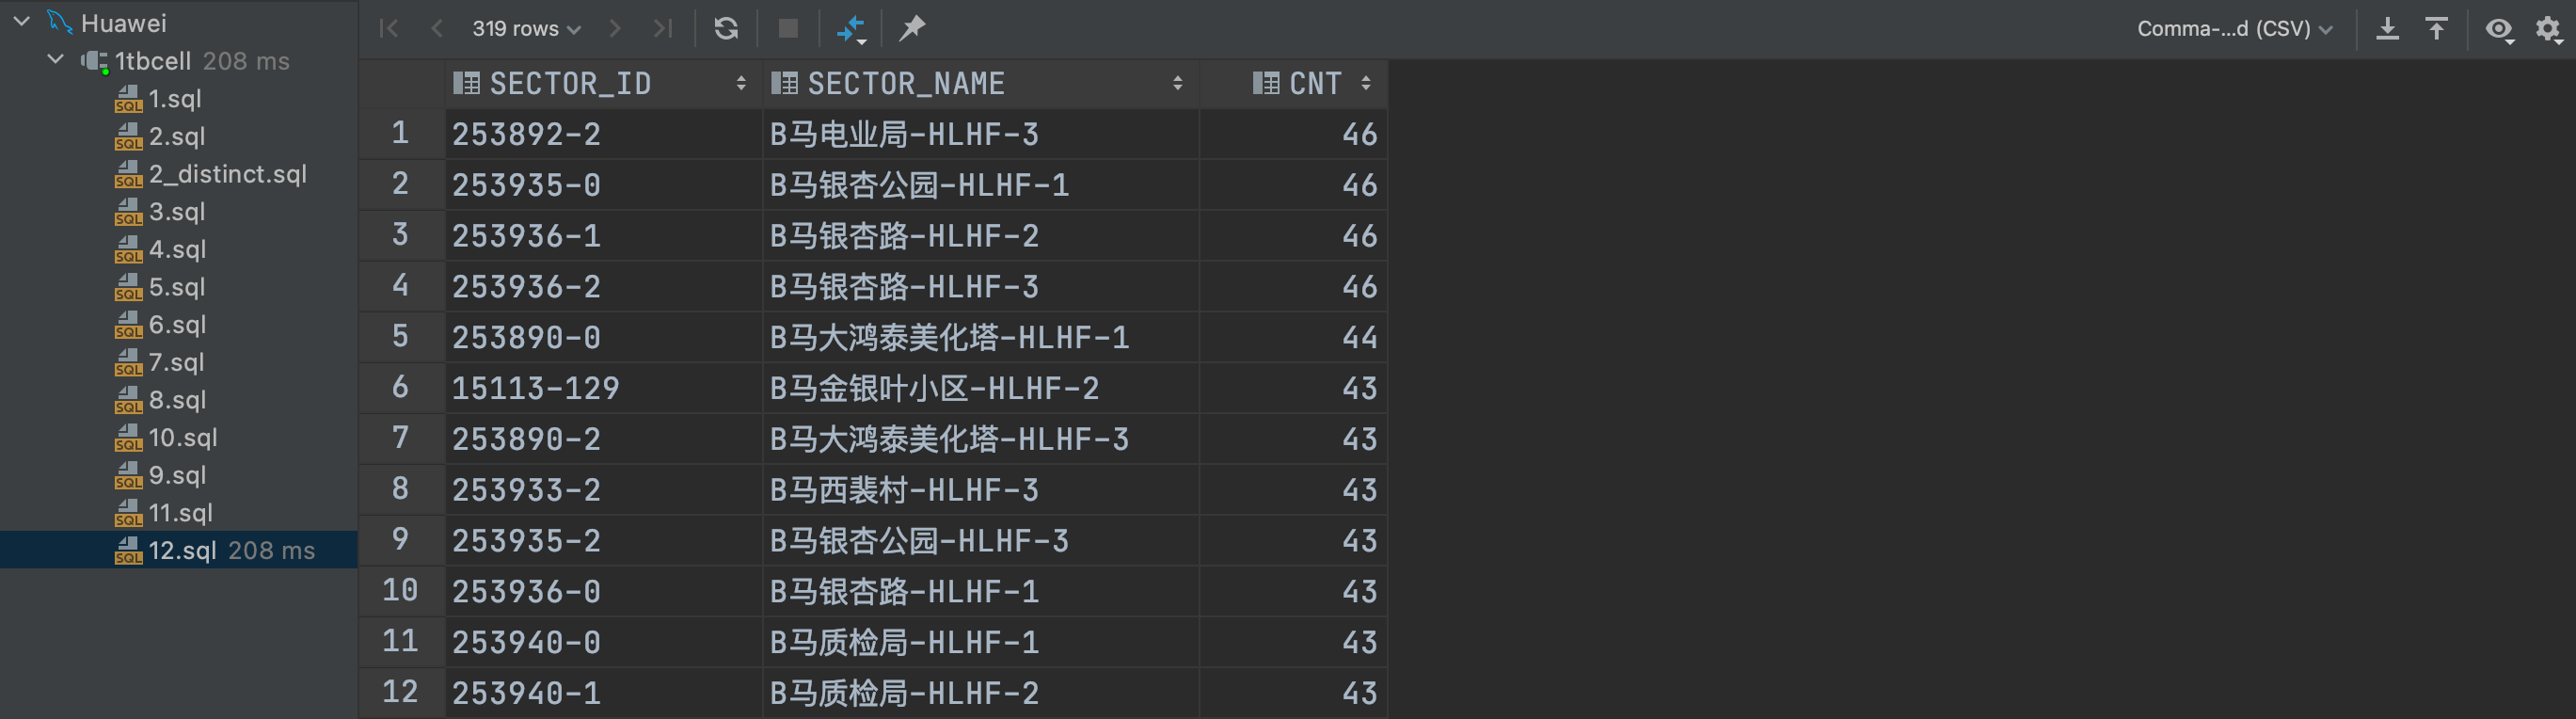 Huawei
1tbcell 208 ms
1.sql
2.sql
2_distinct.sql
3.sql
4.sql
5.sql
6.sql
7.sql
8.sql
10.sql
9.sql
11.sql
12.sql 208 ms
319 rows Comma-...d (CSV)
SECTOR_ID SECTOR_NAME CNT
1 253892-2 B马电业局-HLHF-3 46
2 253935-0 B马银杏公园-HLHF-1 46
3 253936-1 B马银杏路-HLHF-2 46
4 253936-2 B马银杏路-HLHF-3 46
5 253890-0 B马大鸿泰美化塔-HLHF-1 44
6 15113-129 B马金银叶小区-HLHF-2 43
7 253890-2 B马大鸿泰美化塔-HLHF-3 43
8 253933-2 B马西裴村-HLHF-3 43
9 253935-2 B马银杏公园-HLHF-3 43
10 253936-0 B马银杏路-HLHF-1 43
11 253940-0 B马质检局-HLHF-1 43
12 253940-1 B马质检局-HLHF-2 43